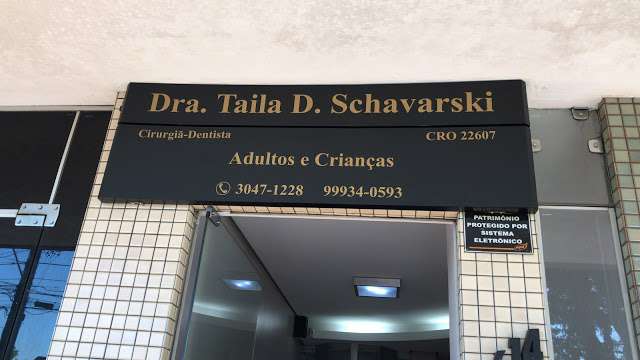 Dra. Taila D. Schavarski
Cirurgiã-Dentista CRO 22607
Adultos e Crianças
3047-1228 99934-0593
PATRIMÔNIO
PROTEGIDO POR
SISTEMA
ELETRÔNICO